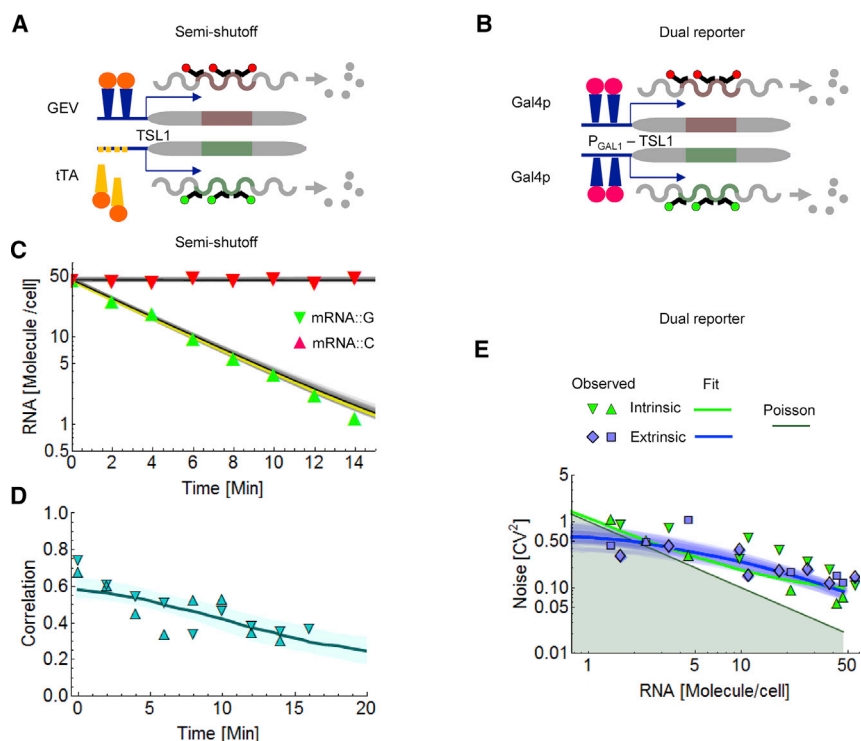 A
Semi-shutoff
GEV
TSL1
tTA
B
Dual reporter
Gal4p
P_GAL1 – TSL1
Gal4p
C
Semi-shutoff
RNA [Molecule /cell]
50
10
5
1
0.5
mRNA::G
mRNA::C
0 2 4 6 8 10 12 14
Time [Min]
D
Correlation
1.0
0.8
0.6
0.4
0.2
0.0
0 5 10 15 20
Time [Min]
Dual reporter
E
Observed Fit
Intrinsic Poisson
Extrinsic
Noise [CV²]
5
1
0.50
0.10
0.05
0.01
1 5 10 50
RNA [Molecule/cell]